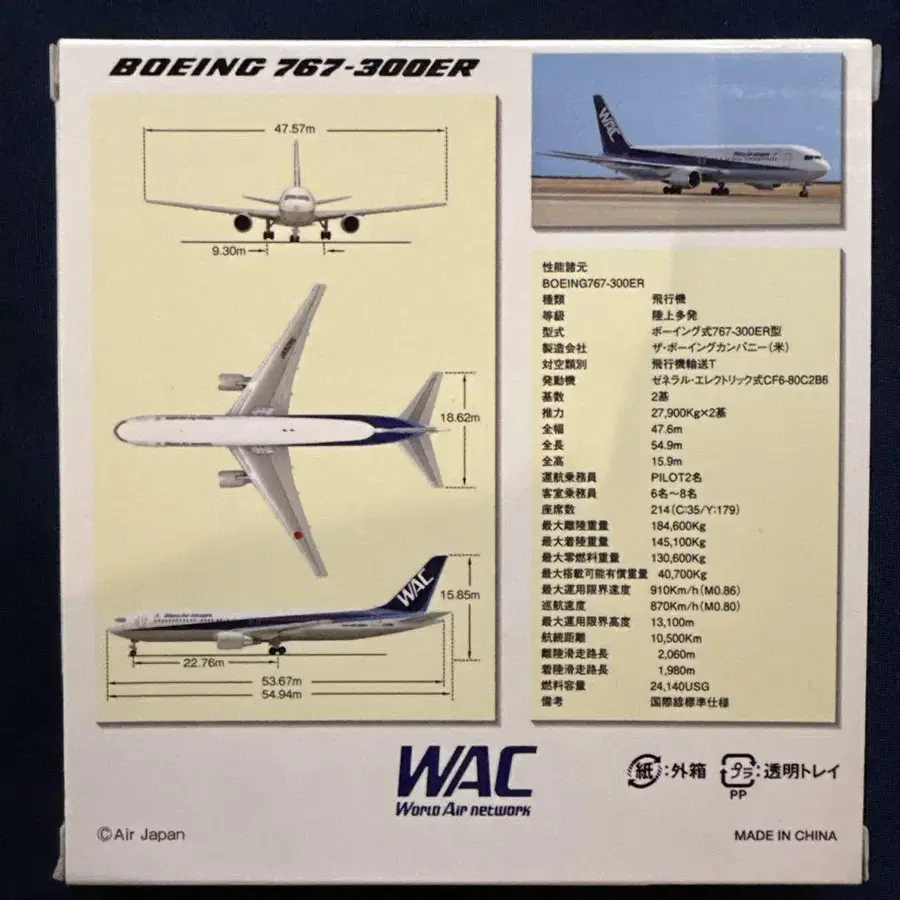 BOEING 767-300ER
47.57m
9.30m
18.62m
WAC
15.85m
22.76m
53.67m
54.94m
WAC
性能諸元
BOEING767-300ER
種類 飛行機
等級 陸上多発
型式 ボーイング式767-300ER型
製造会社 ザ・ボーイングカンパニー(米)
対空類別 飛行機輸送T
発動機 ゼネラル・エレクトリック式CF6-80C2B6
基数 2基
推力 27,900Kg×2基
全幅 47.6m
全長 54.9m
全高 15.9m
運航乗務員 PILOT2名
客室乗務員 6名～8名
座席数 214(C:35/Y:179)
最大離陸重量 184,600Kg
最大着陸重量 145,100Kg
最大零燃料重量 130,600Kg
最大搭載可能有償重量 40,700Kg
最大運用限界速度 910Km/h(M0.86)
巡航速度 870Km/h(M0.80)
最大運用限界高度 13,100m
航続距離 10,500Km
離陸滑走路長 2,060m
着陸滑走路長 1,980m
燃料容量 24,140USG
備考 国際線標準仕様
WAC
World Air network
紙:外箱 プラ:透明トレイ
PP
©Air Japan
MADE IN CHINA